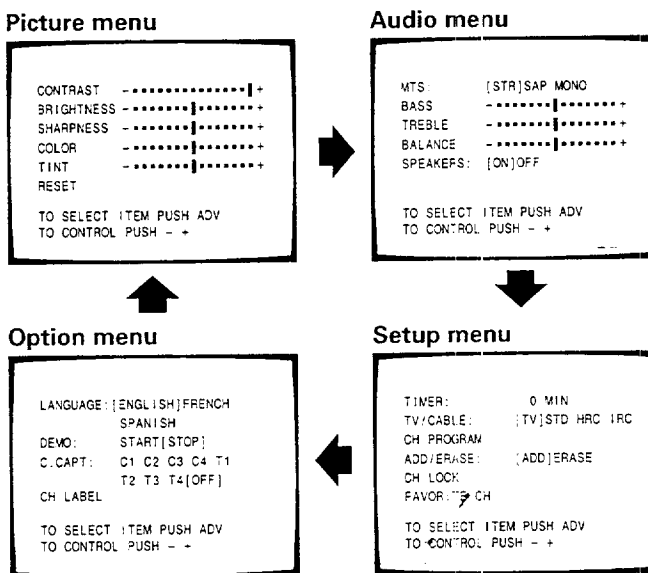 Picture menu
CONTRAST - +
BRIGHTNESS - +
SHARPNESS - +
COLOR - +
TINT - +
RESET
TO SELECT ITEM PUSH ADV
TO CONTROL PUSH - +
Audio menu
MTS: [STR]SAP MONO
BASS - +
TREBLE - +
BALANCE - +
SPEAKERS: [ON]OFF
TO SELECT ITEM PUSH ADV
TO CONTROL PUSH - +
Option menu
LANGUAGE:[ENGLISH]FRENCH
SPANISH
DEMO: START[STOP]
C.CAPT: C1 C2 C3 C4 T1
T2 T3 T4[OFF]
CH LABEL
TO SELECT ITEM PUSH ADV
TO CONTROL PUSH - +
Setup menu
TIMER: 0 MIN
TV/CABLE: [TV]STD HRC IRC
CH PROGRAM
ADD/ERASE: [ADD]ERASE
CH LOCK
FAVORITE CH
TO SELECT ITEM PUSH ADV
TO CONTROL PUSH - +